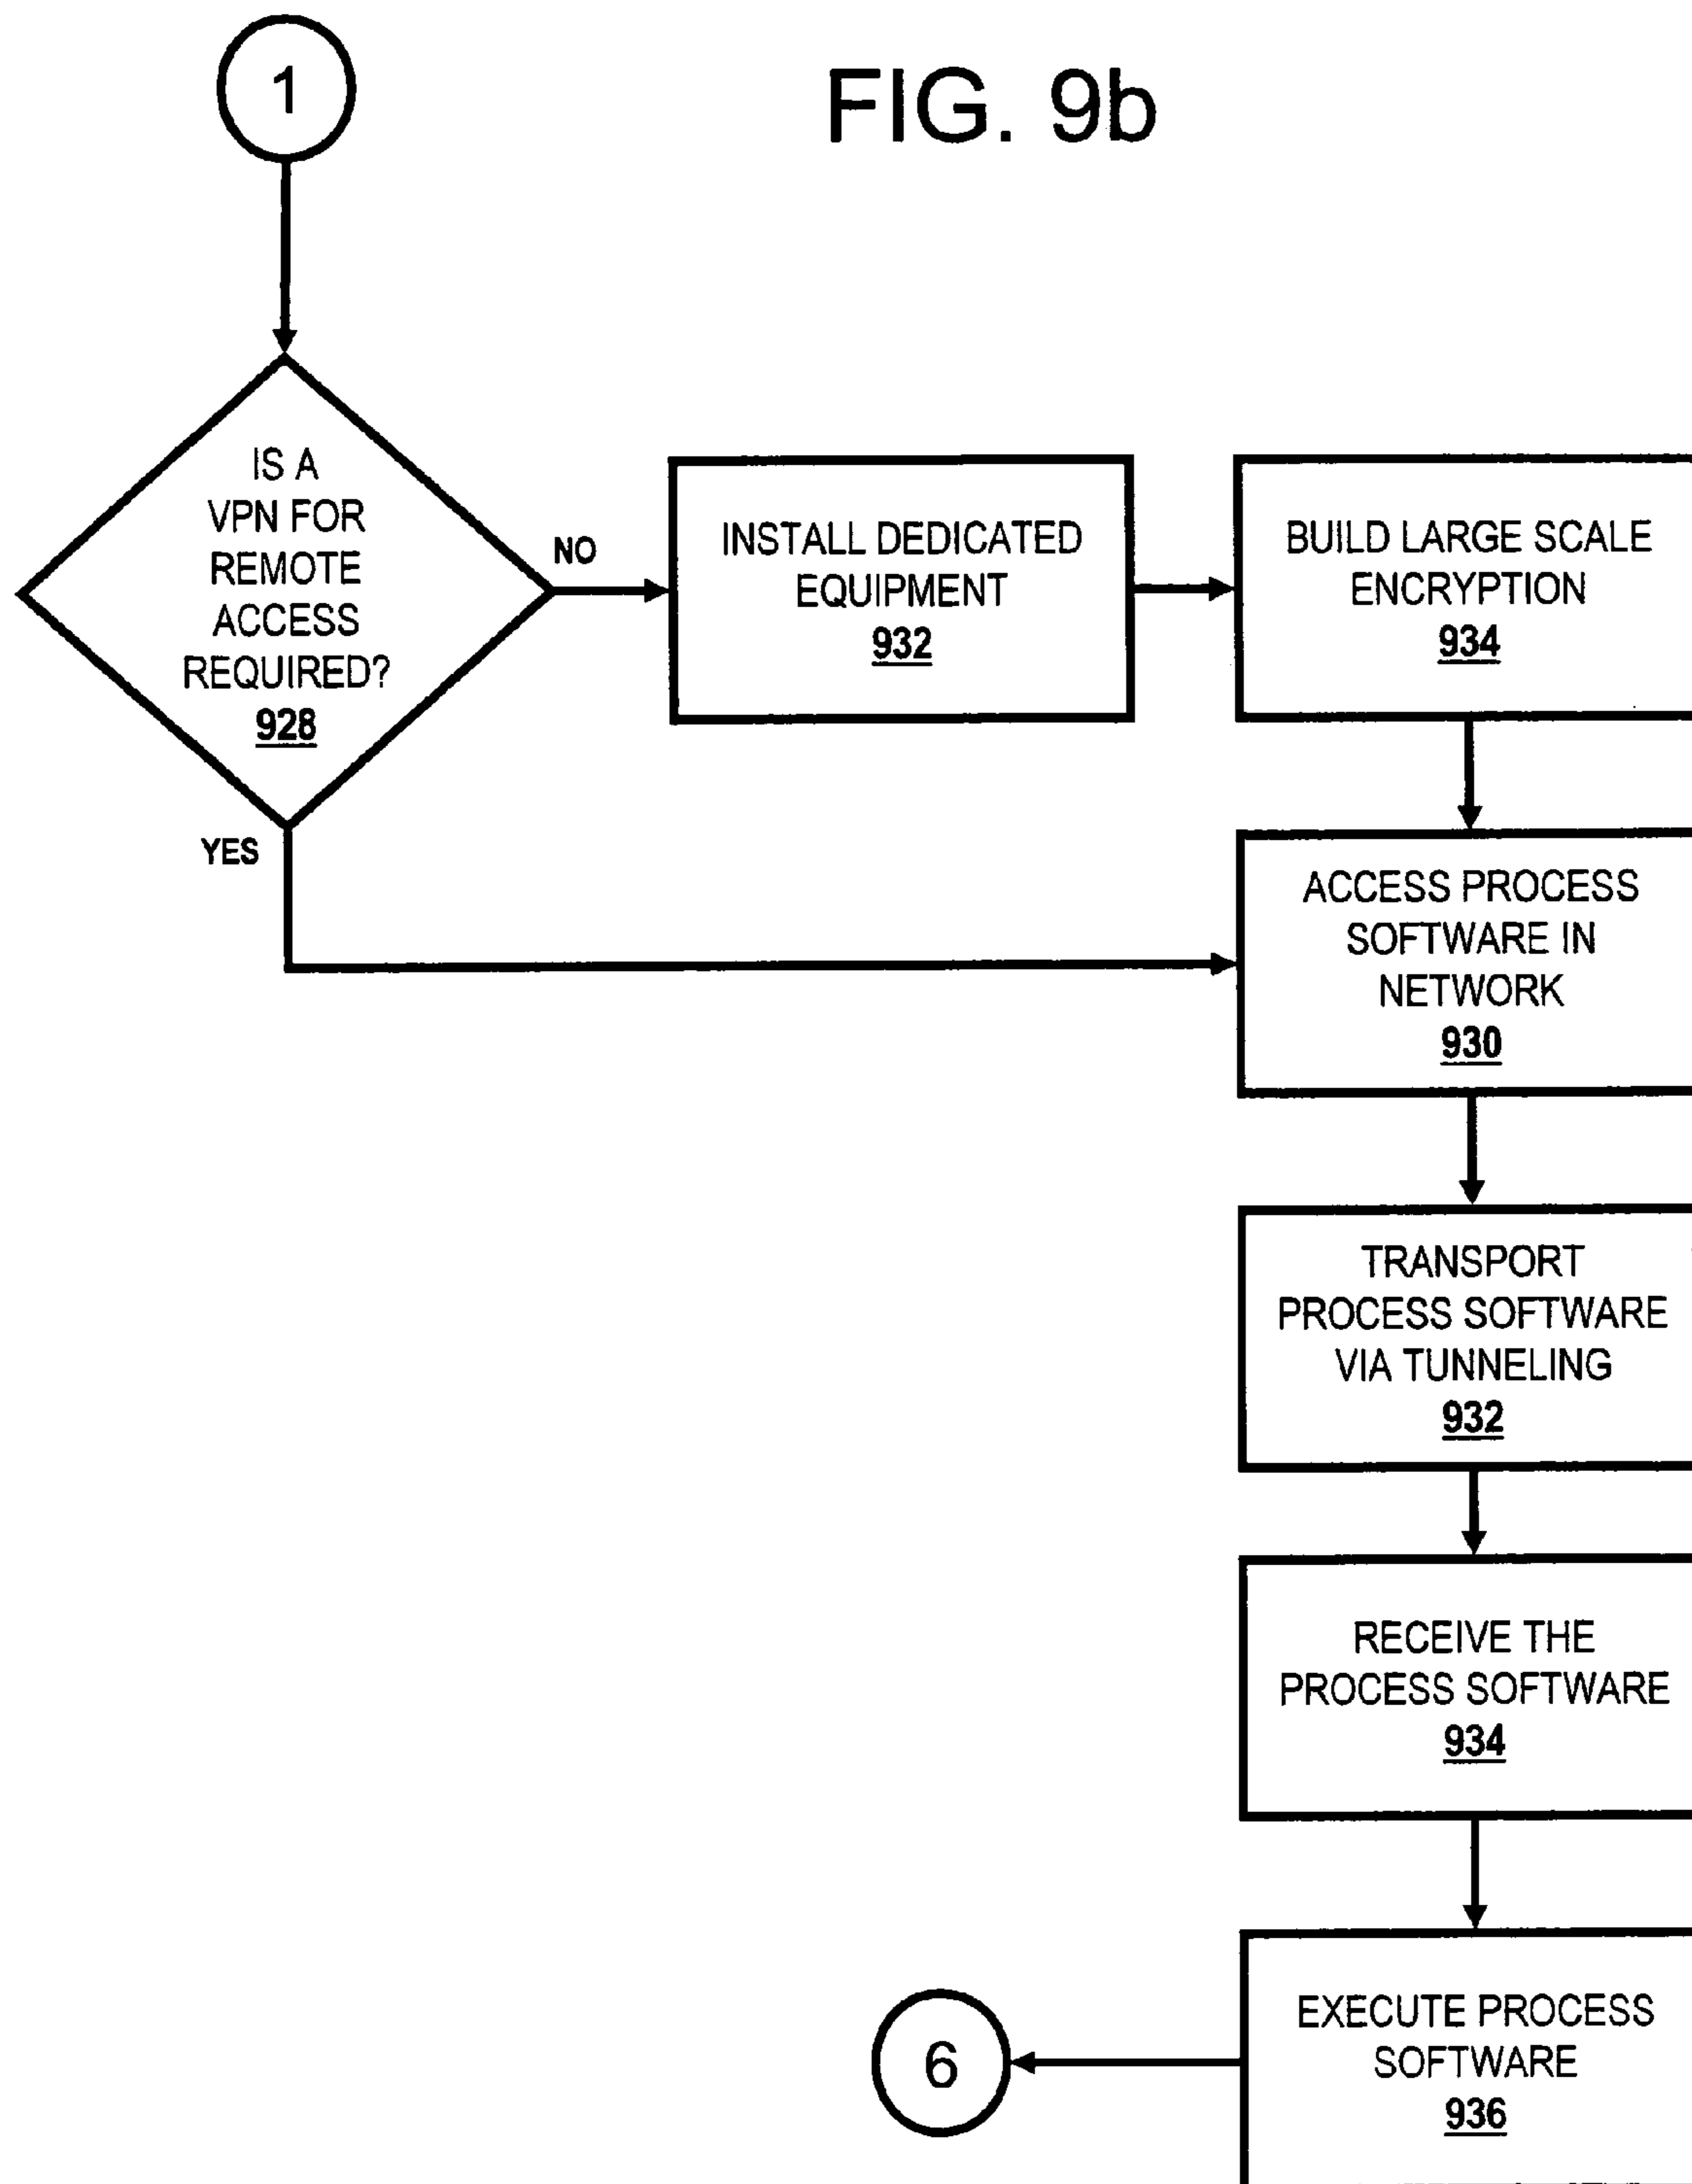 1
FIG. 9b
IS A
VPN FOR
REMOTE
ACCESS
REQUIRED?
928
NO
INSTALL DEDICATED
EQUIPMENT
932
BUILD LARGE SCALE
ENCRYPTION
934
YES
ACCESS PROCESS
SOFTWARE IN
NETWORK
930
TRANSPORT
PROCESS SOFTWARE
VIA TUNNELING
932
RECEIVE THE
PROCESS SOFTWARE
934
EXECUTE PROCESS
SOFTWARE
936
6